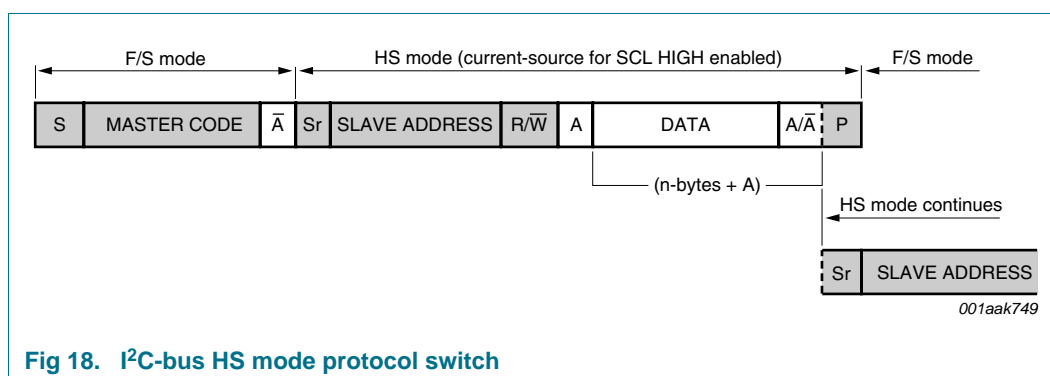 F/S mode HS mode (current-source for SCL HIGH enabled) F/S mode
S MASTER CODE A̅ Sr SLAVE ADDRESS R/W̅ A DATA A/A̅ P
(n-bytes + A)
HS mode continues
Sr SLAVE ADDRESS
001aak749
Fig 18. I²C-bus HS mode protocol switch